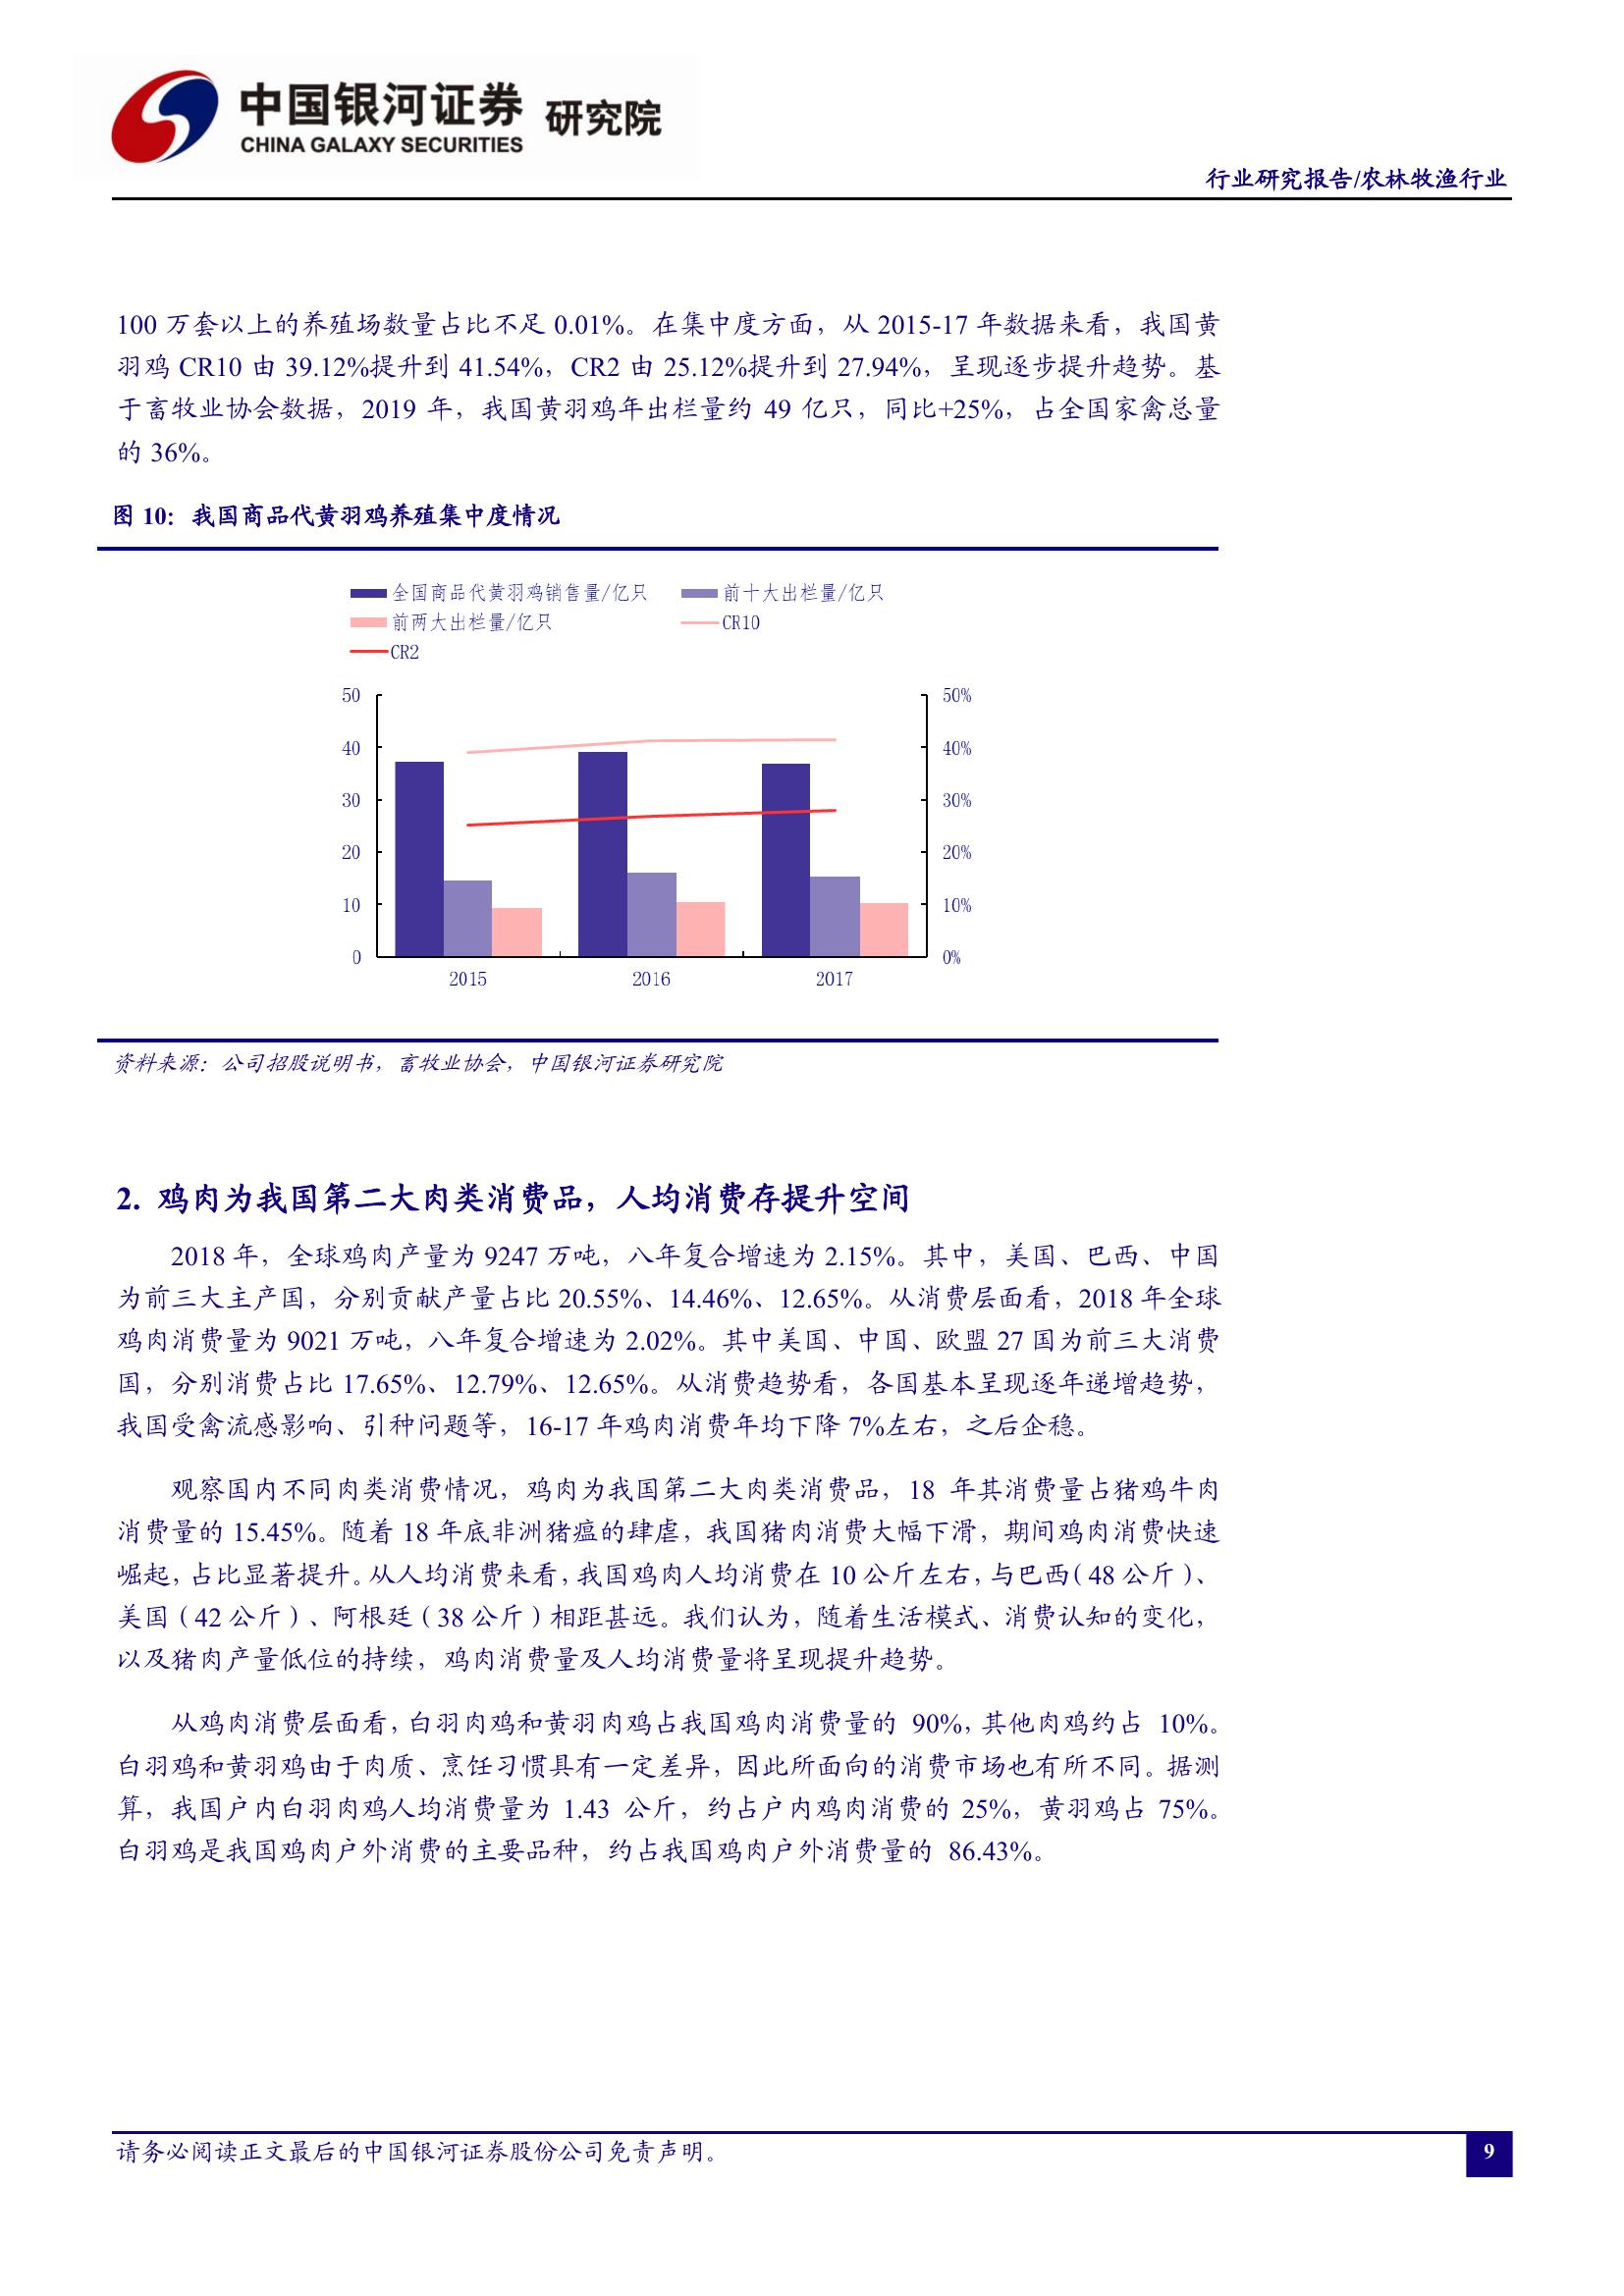 中国银河证券 研究院
CHINA GALAXY SECURITIES
行业研究报告/农林牧渔行业
100 万套以上的养殖场数量占比不足 0.01%。在集中度方面，从 2015-17 年数据来看，我国黄
羽鸡 CR10 由 39.12%提升到 41.54%，CR2 由 25.12%提升到 27.94%，呈现逐步提升趋势。基
于畜牧业协会数据，2019 年，我国黄羽鸡年出栏量约 49 亿只，同比+25%，占全国家禽总量
的 36%。
图 10：我国商品代黄羽鸡养殖集中度情况
全国商品代黄羽鸡销售量/亿只 前十大出栏量/亿只
前两大出栏量/亿只 CR10
CR2
50 50%
40 40%
30 30%
20 20%
10 10%
0 0%
2015 2016 2017
资料来源：公司招股说明书，畜牧业协会，中国银河证券研究院
2. 鸡肉为我国第二大肉类消费品，人均消费存提升空间
2018 年，全球鸡肉产量为 9247 万吨，八年复合增速为 2.15%。其中，美国、巴西、中国
为前三大主产国，分别贡献产量占比 20.55%、14.46%、12.65%。从消费层面看，2018 年全球
鸡肉消费量为 9021 万吨，八年复合增速为 2.02%。其中美国、中国、欧盟 27 国为前三大消费
国，分别消费占比 17.65%、12.79%、12.65%。从消费趋势看，各国基本呈现逐年递增趋势，
我国受禽流感影响、引种问题等，16-17 年鸡肉消费年均下降 7%左右，之后企稳。
观察国内不同肉类消费情况，鸡肉为我国第二大肉类消费品，18 年其消费量占猪鸡牛肉
消费量的 15.45%。随着 18 年底非洲猪瘟的肆虐，我国猪肉消费大幅下滑，期间鸡肉消费快速
崛起，占比显著提升。从人均消费来看，我国鸡肉人均消费在 10 公斤左右，与巴西（48 公斤）、
美国（42 公斤）、阿根廷（38 公斤）相距甚远。我们认为，随着生活模式、消费认知的变化，
以及猪肉产量低位的持续，鸡肉消费量及人均消费量将呈现提升趋势。
从鸡肉消费层面看，白羽肉鸡和黄羽肉鸡占我国鸡肉消费量的 90%，其他肉鸡约占 10%。
白羽鸡和黄羽鸡由于肉质、烹饪习惯具有一定差异，因此所面向的消费市场也有所不同。据测
算，我国户内白羽肉鸡人均消费量为 1.43 公斤，约占户内鸡肉消费的 25%，黄羽鸡占 75%。
白羽鸡是我国鸡肉户外消费的主要品种，约占我国鸡肉户外消费量的 86.43%。
请务必阅读正文最后的中国银河证券股份公司免责声明。
9